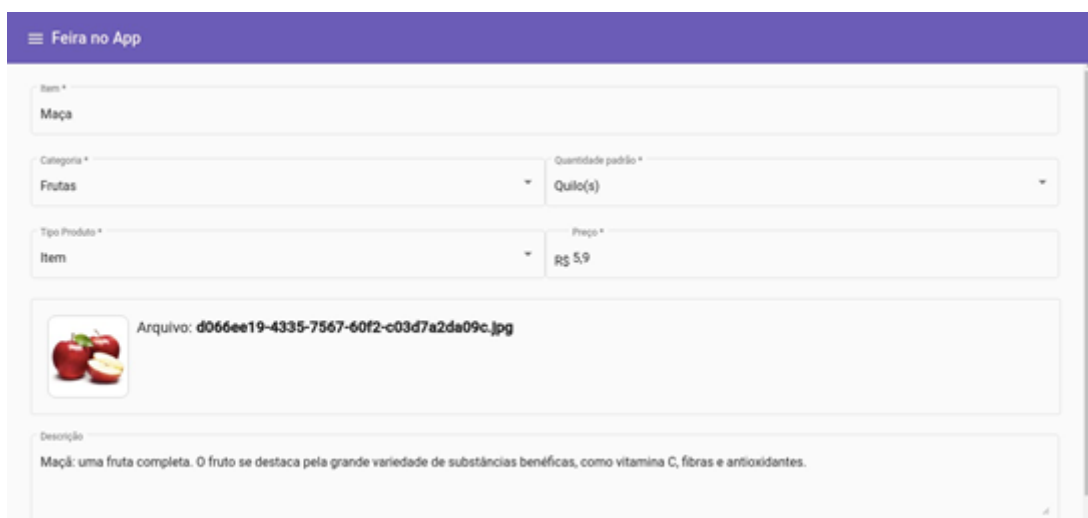 Feira no App
Item *
Maça
Categoria *
Quantidade padrão *
Frutas
Quilo(s)
Tipo Produto *
Preço *
Item
R$ 5,9
Arquivo: d066ee19-4335-7567-60f2-c03d7a2da09c.jpg
Descrição
Maçã: uma fruta completa. O fruto se destaca pela grande variedade de substâncias benéficas, como vitamina C, fibras e antioxidantes.